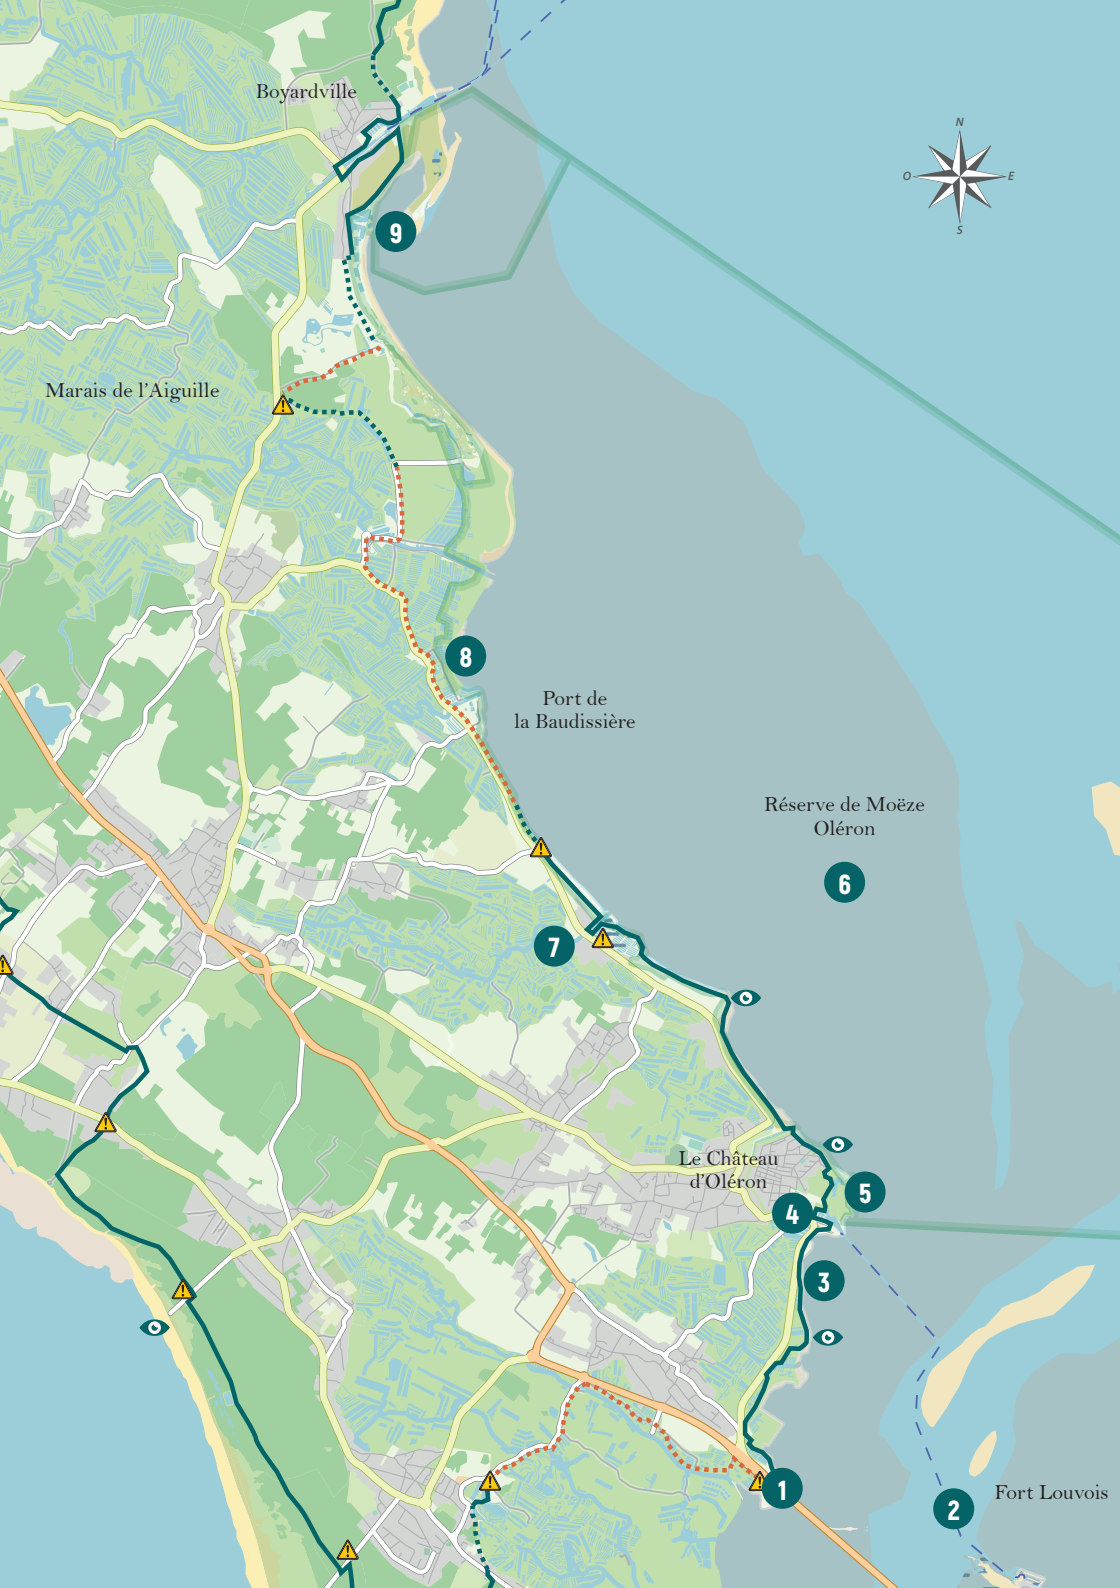 Boyardville
N
O
E
S
9
Marais de l'Aiguille
8
Port de
la Baudissière
Réserve de Moëze
Oléron
6
7
Le Château
d'Oléron
5
4
3
1
Fort Louvois
2